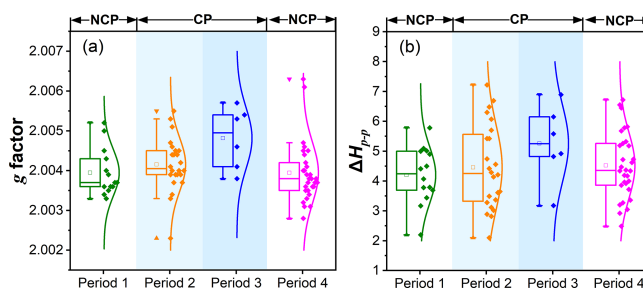 NCP CP NCP
(a)
2.007
2.006
2.005
2.004
2.003
2.002
g factor
Period 1 Period 2 Period 3 Period 4
NCP CP NCP
(b)
9
8
7
6
5
4
3
2
1
ΔHp-p
Period 1 Period 2 Period 3 Period 4